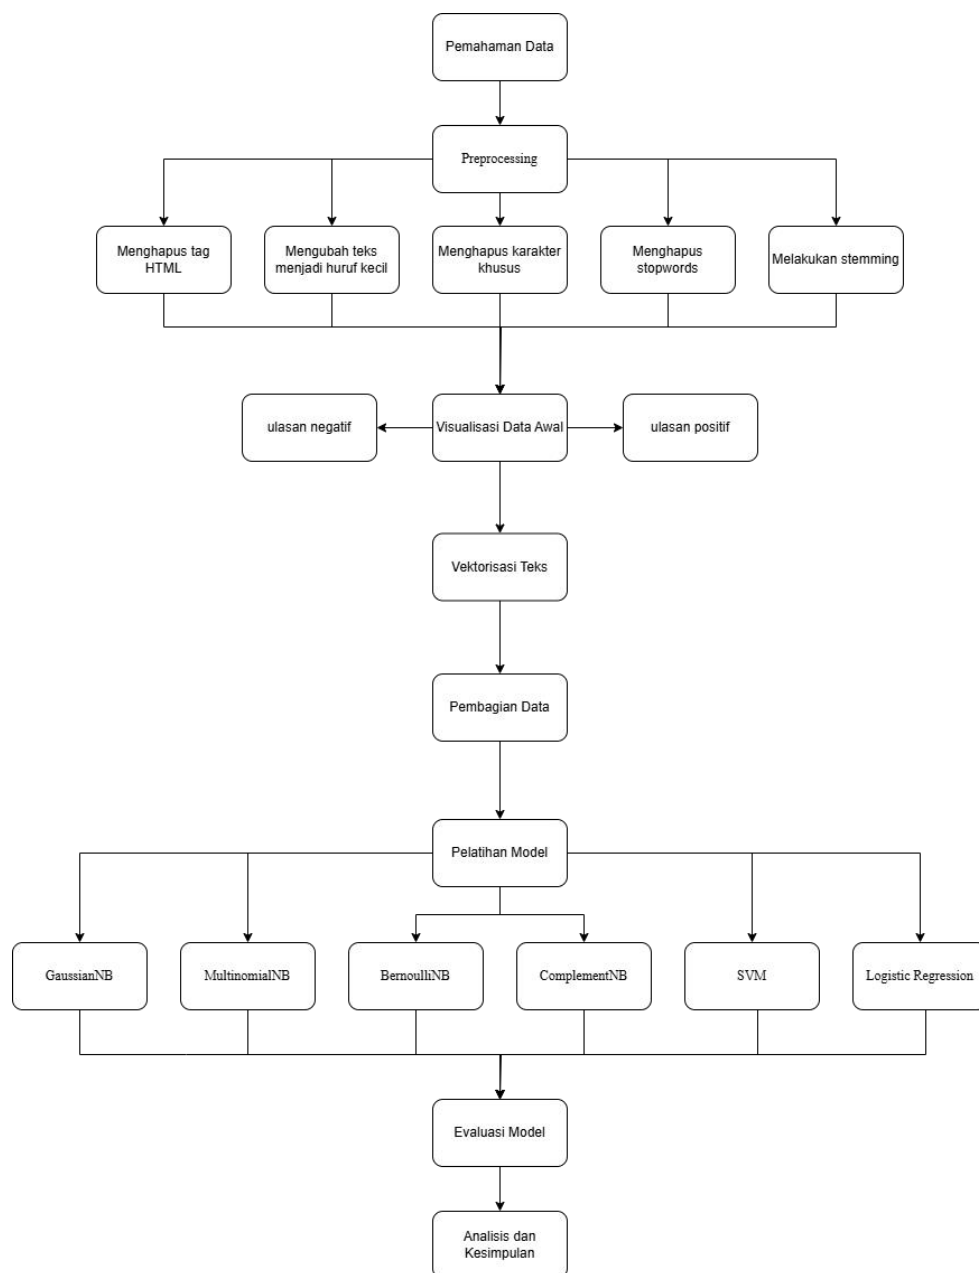 Pemahaman Data
Preprocessing
Menghapus tag
HTML
Mengubah teks
menjadi huruf kecil
Menghapus karakter
khusus
Menghapus
stopwords
Melakukan stemming
ulasan negatif
Visualisasi Data Awal
ulasan positif
Vektorisasi Teks
Pembagian Data
Pelatihan Model
GaussianNB
MultinomialNB
BernoulliNB
ComplementNB
SVM
Logistic Regression
Evaluasi Model
Analisis dan
Kesimpulan